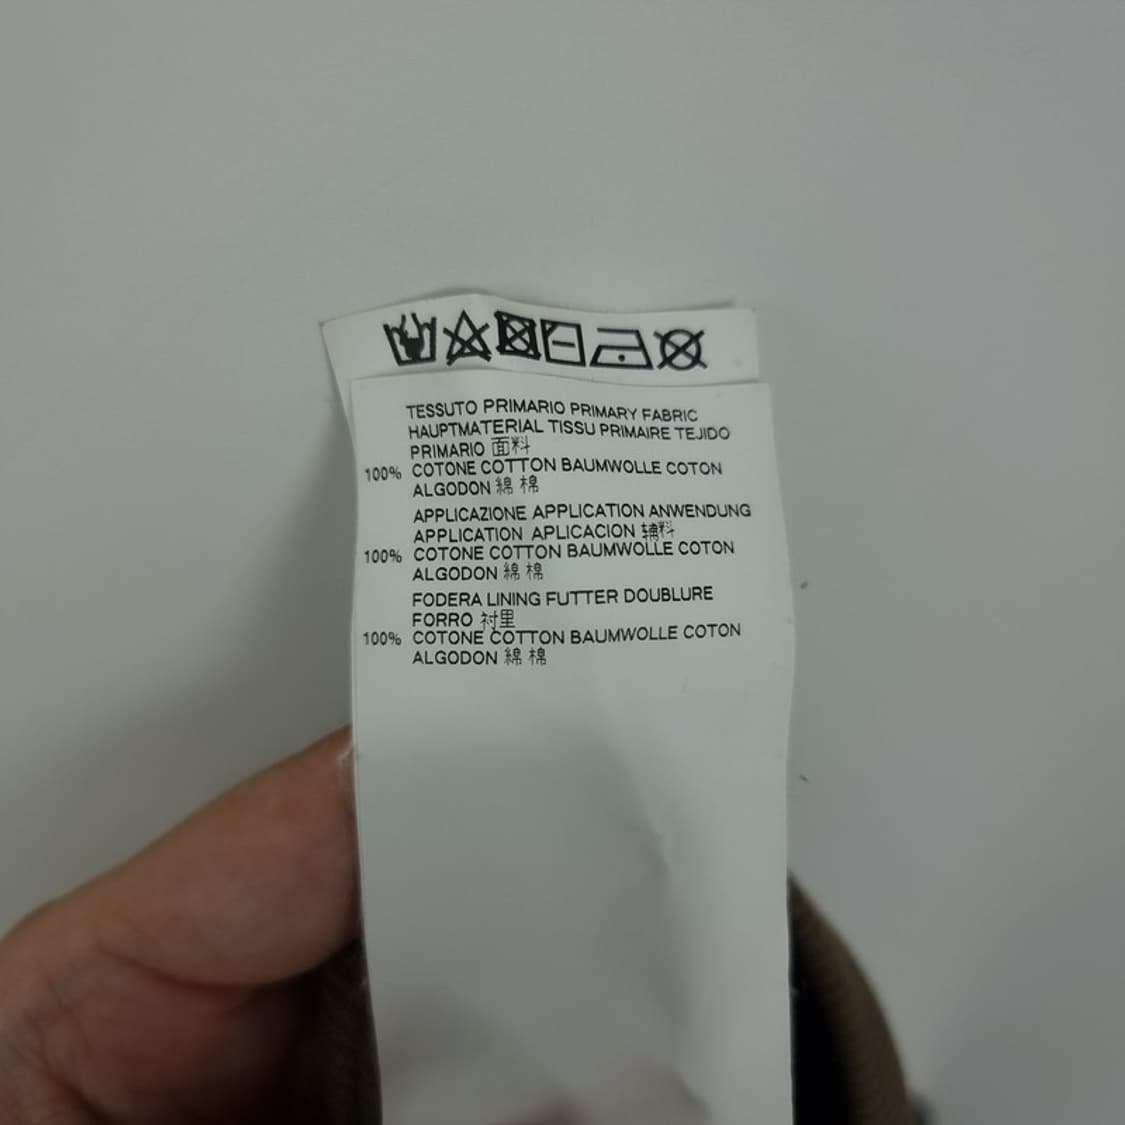 TESSUTO PRIMARIO PRIMARY FABRIC
HAUPTMATERIAL TISSU PRIMAIRE TEJIDO
PRIMARIO 面料
100% COTONE COTTON BAUMWOLLE COTON
ALGODON 綿 棉
APPLICAZIONE APPLICATION ANWENDUNG
APPLICATION APLICACION 辅料
100% COTONE COTTON BAUMWOLLE COTON
ALGODON 綿 棉
FODERA LINING FUTTER DOUBLURE
FORRO 衬里
100% COTONE COTTON BAUMWOLLE COTON
ALGODON 綿 棉